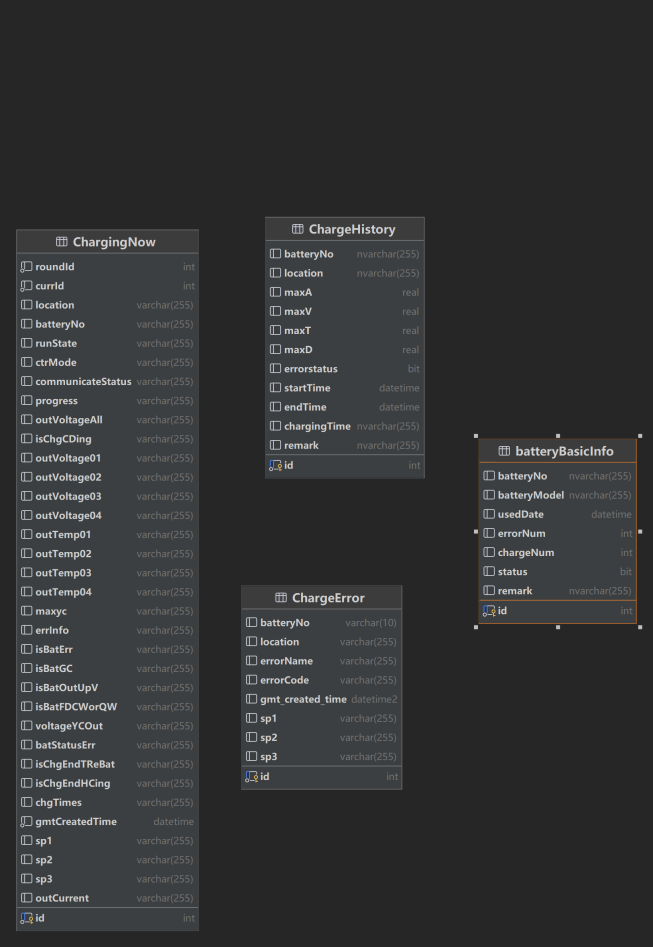 ChargingNow
roundId int
currId int
location varchar(255)
batteryNo varchar(255)
runState varchar(255)
ctrMode varchar(255)
communicateStatus varchar(255)
progress varchar(255)
outVoltageAll varchar(255)
isChgCDing varchar(255)
outVoltage01 varchar(255)
outVoltage02 varchar(255)
outVoltage03 varchar(255)
outVoltage04 varchar(255)
outTemp01 varchar(255)
outTemp02 varchar(255)
outTemp03 varchar(255)
outTemp04 varchar(255)
maxyc varchar(255)
errInfo varchar(255)
isBatErr varchar(255)
isBatGC varchar(255)
isBatOutUpV varchar(255)
isBatFDCWorQW varchar(255)
voltageYCOut varchar(255)
batStatusErr varchar(255)
isChgEndTReBat varchar(255)
isChgEndHCing varchar(255)
chgTimes varchar(255)
gmtCreatedTime datetime
sp1 varchar(255)
sp2 varchar(255)
sp3 varchar(255)
outCurrent varchar(255)
id int
ChargeHistory
batteryNo nvarchar(255)
location nvarchar(255)
maxA real
maxV real
maxT real
maxD real
errorstatus bit
startTime datetime
endTime datetime
chargingTime nvarchar(255)
remark nvarchar(255)
id int
ChargeError
batteryNo varchar(10)
location varchar(255)
errorName varchar(255)
errorCode varchar(255)
gmt_created_time datetime2
sp1 varchar(255)
sp2 varchar(255)
sp3 varchar(255)
id int
batteryBasicInfo
batteryNo nvarchar(255)
batteryModel nvarchar(255)
usedDate datetime
errorNum int
chargeNum int
status bit
remark nvarchar(255)
id int